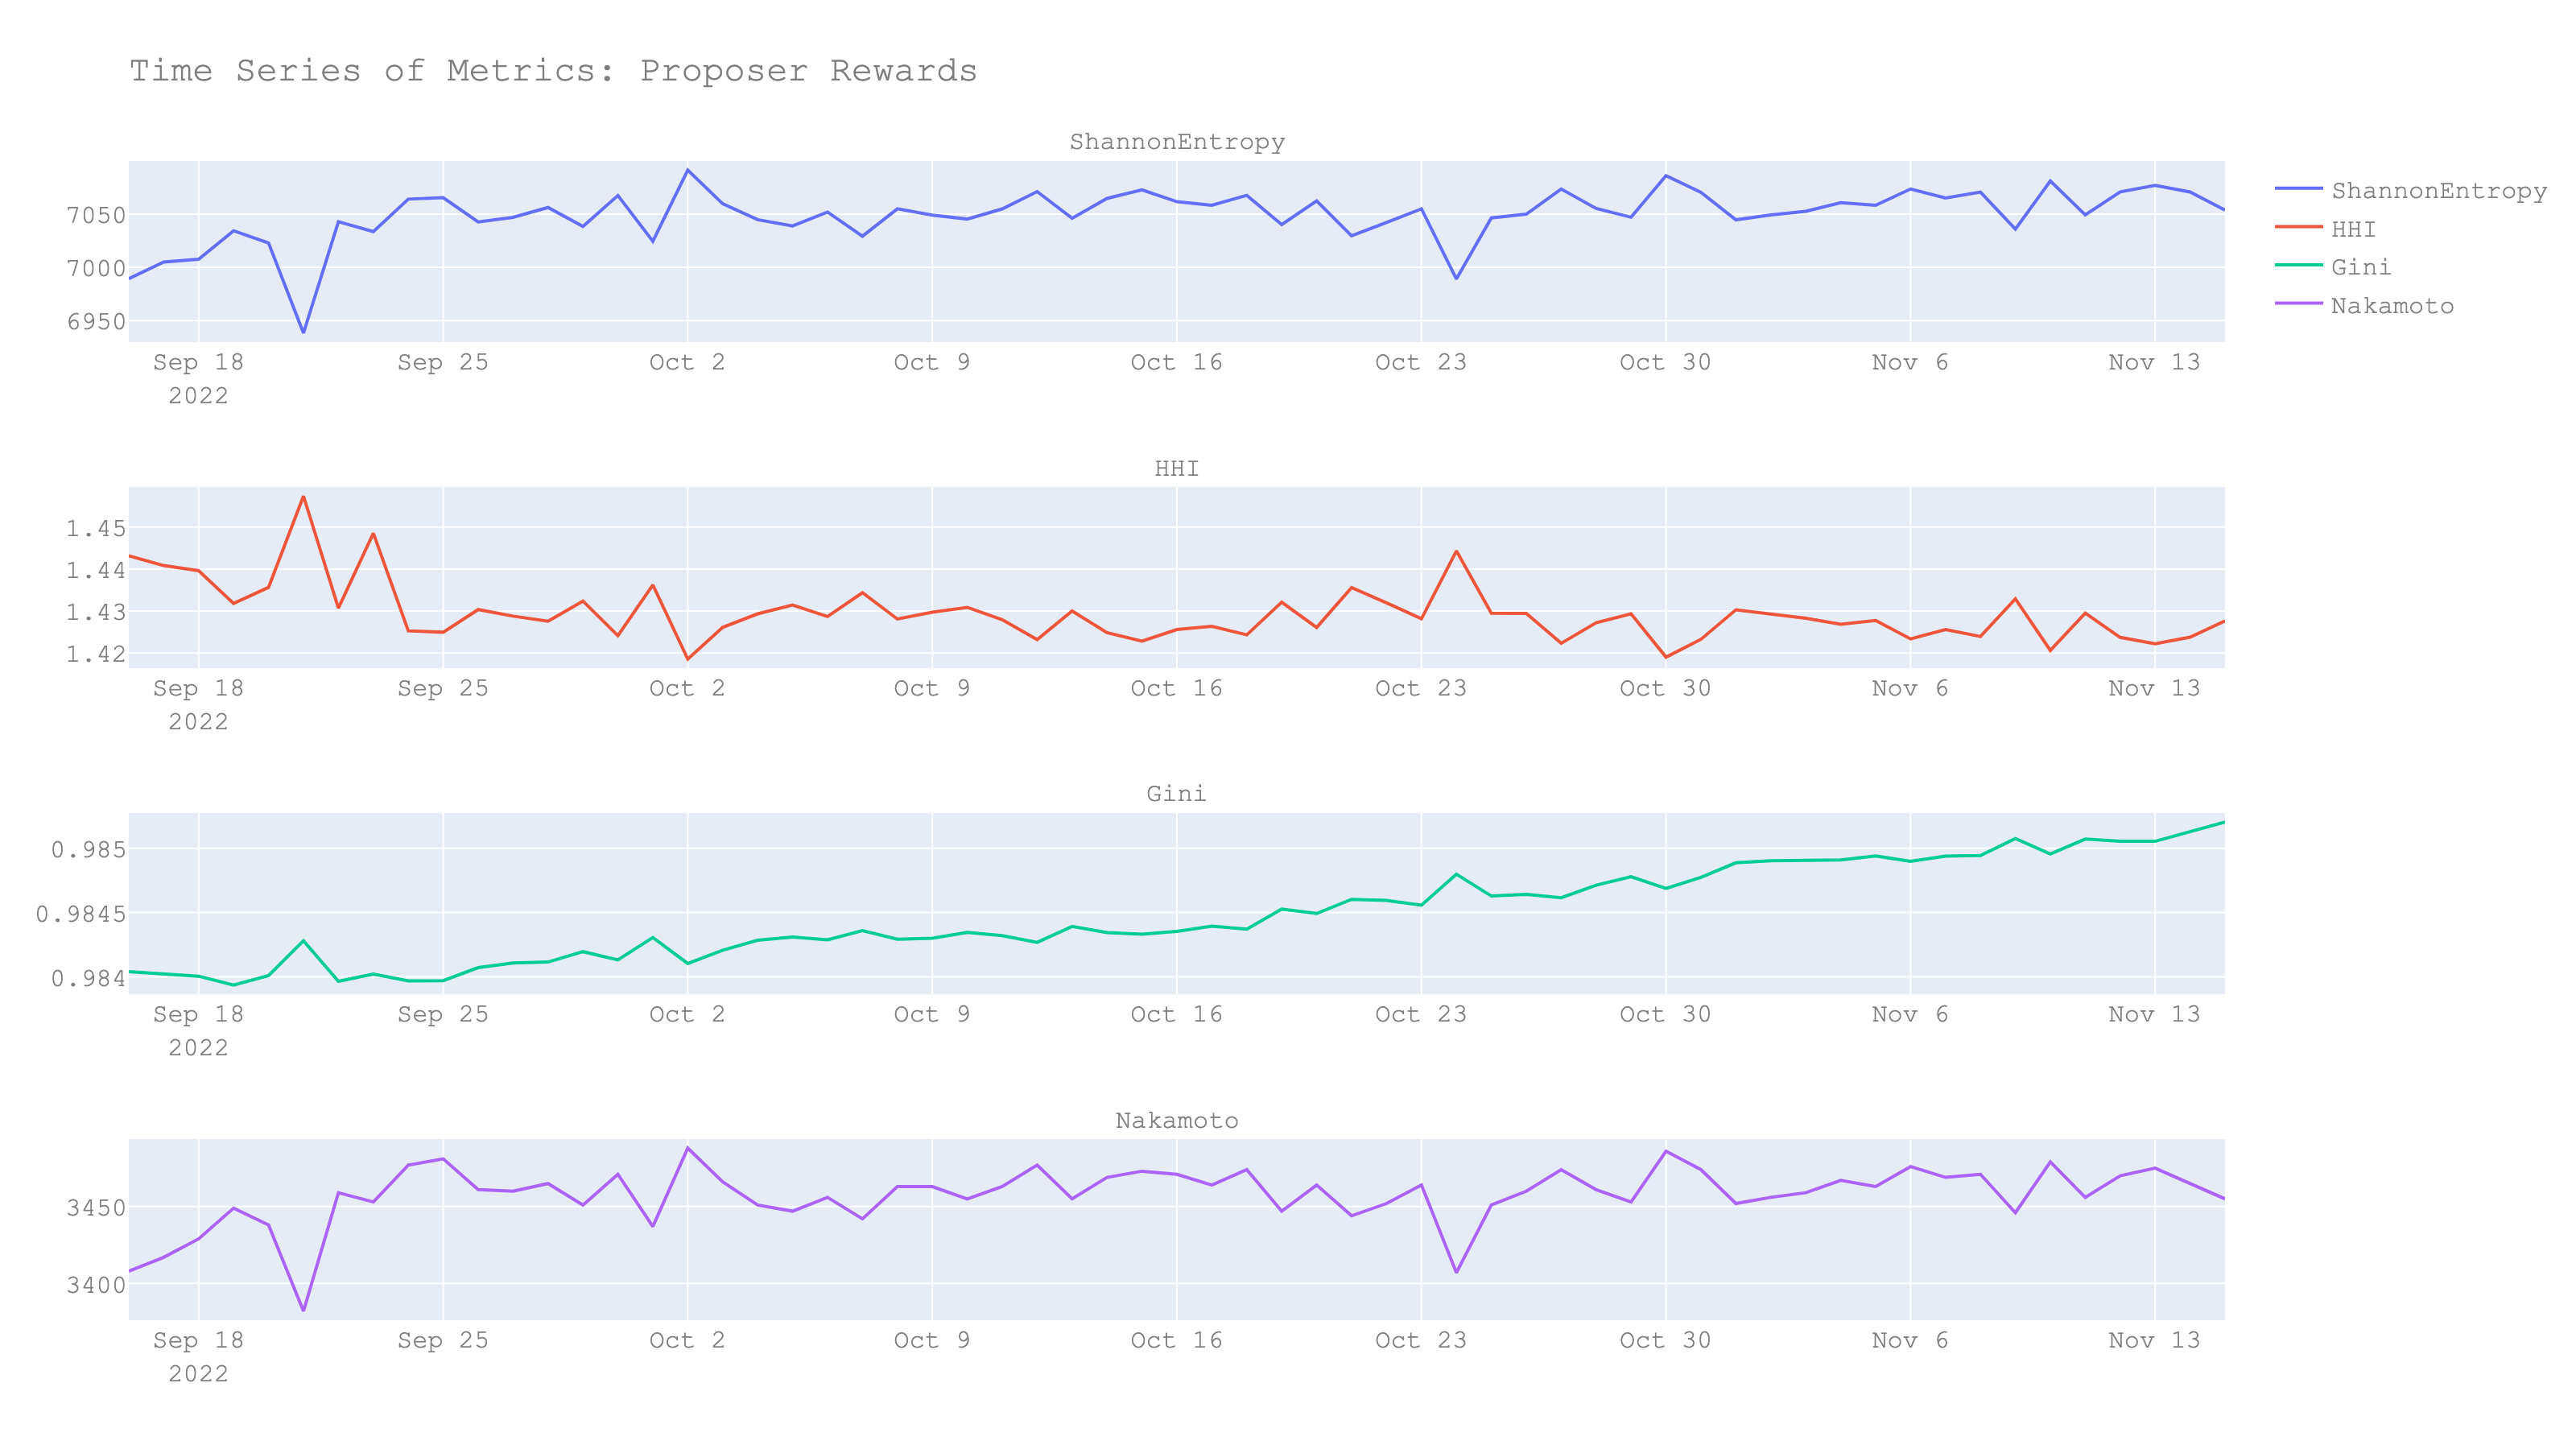 Time Series of Metrics: Proposer Rewards
ShannonEntropy
7050
7000
6950
Sep 18 Sep 25 Oct 2 Oct 9 Oct 16 Oct 23 Oct 30 Nov 6 Nov 13
2022
ShannonEntropy
HHI
Gini
Nakamoto
HHI
1.45
1.44
1.43
1.42
Sep 18 Sep 25 Oct 2 Oct 9 Oct 16 Oct 23 Oct 30 Nov 6 Nov 13
2022
Gini
0.985
0.9845
0.984
Sep 18 Sep 25 Oct 2 Oct 9 Oct 16 Oct 23 Oct 30 Nov 6 Nov 13
2022
Nakamoto
3450
3400
Sep 18 Sep 25 Oct 2 Oct 9 Oct 16 Oct 23 Oct 30 Nov 6 Nov 13
2022